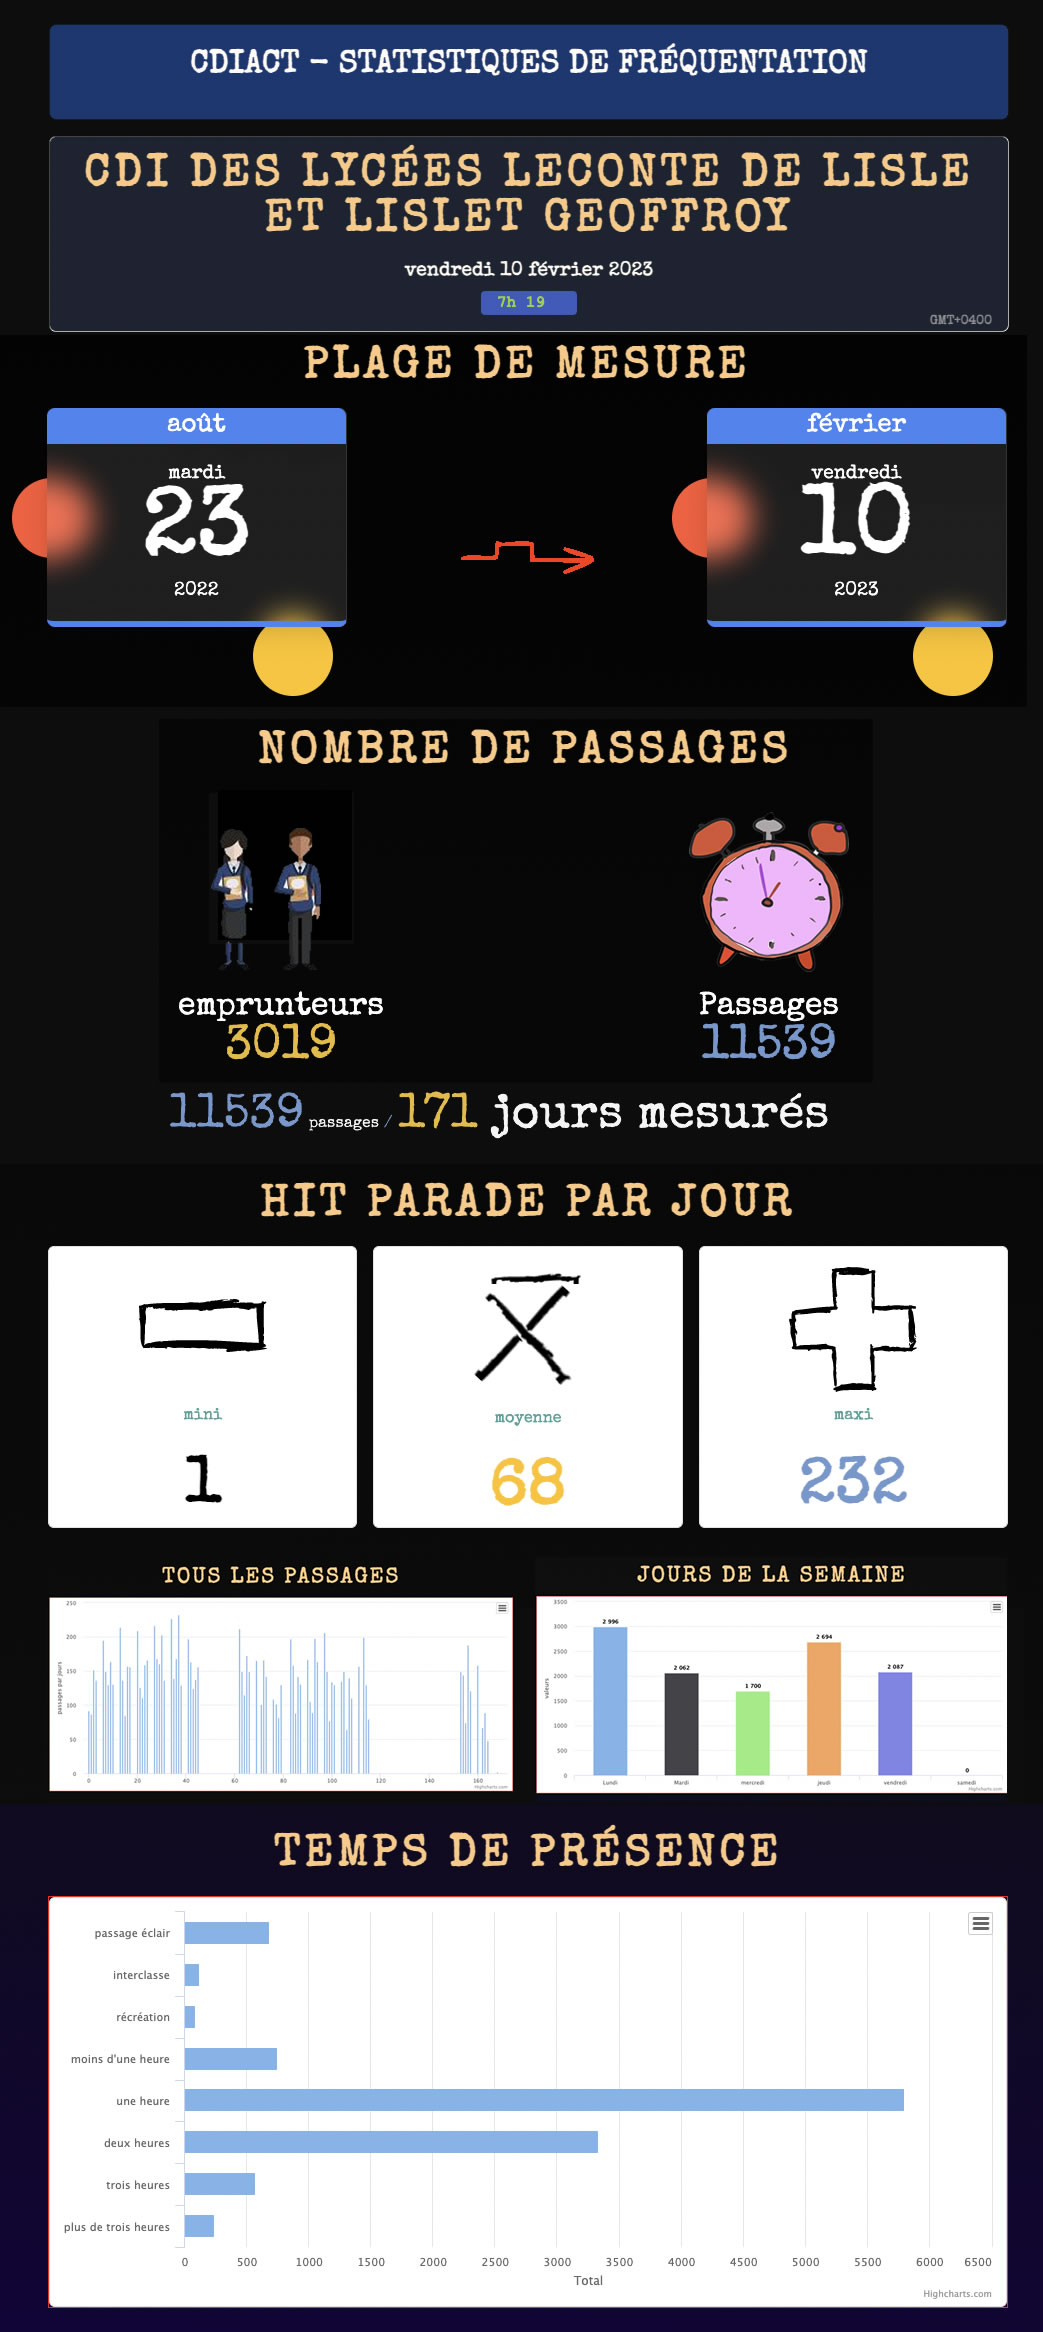 CDIACT – STATISTIQUES DE FRÉQUENTATION
CDI DES LYCÉES LECONTE DE LISLE
ET LISLET GEOFFROY
vendredi 10 février 2023
7h 19
GMT+0400
PLAGE DE MESURE
août
mardi
23
2022
février
vendredi
10
2023
NOMBRE DE PASSAGES
emprunteurs
3019
Passages
11539
11539 passages / 171 jours mesurés
HIT PARADE PAR JOUR
mini
1
moyenne
68
maxi
232
TOUS LES PASSAGES
passages par jours
250
200
150
100
50
0
0 20 40 60 80 100 120 140 160
Highcharts.com
JOURS DE LA SEMAINE
valeurs
3500
3000
2500
2000
1500
1000
500
0
2 996
2 062
1 700
2 694
2 087
0
Lundi Mardi mercredi jeudi vendredi samedi
Highcharts.com
TEMPS DE PRÉSENCE
passage éclair
interclasse
récréation
moins d'une heure
une heure
deux heures
trois heures
plus de trois heures
0 500 1000 1500 2000 2500 3000 3500 4000 4500 5000 5500 6000 6500
Total
Highcharts.com